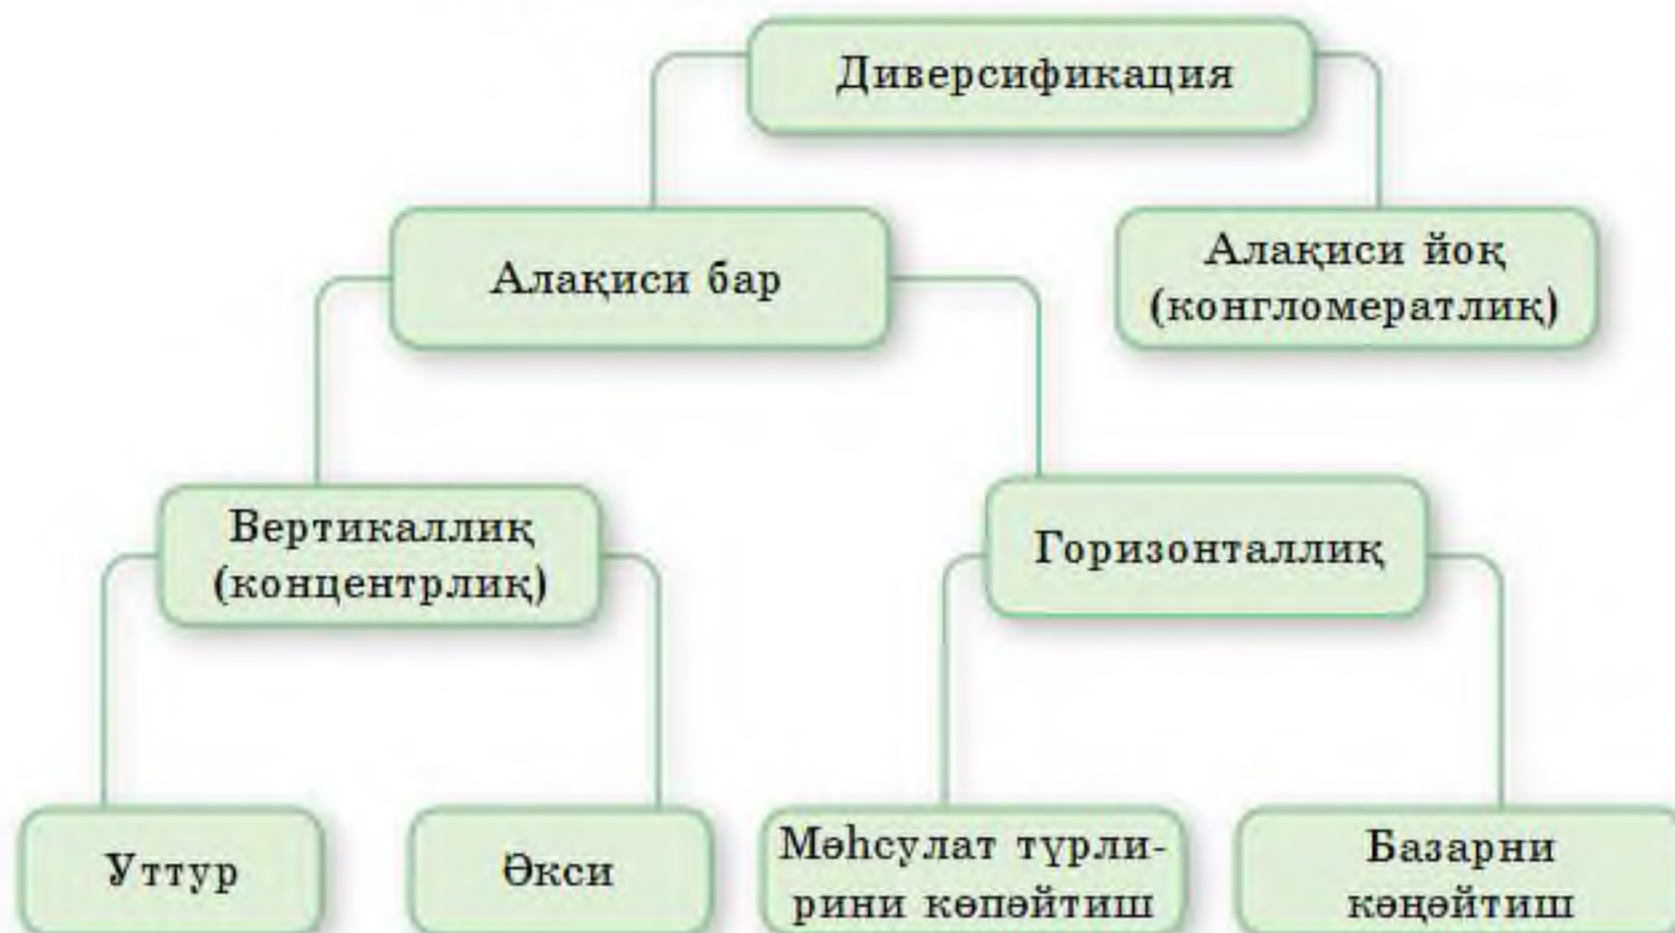 Диверсификация
Алақиси бар
Алақиси йоқ
(конгломератлиқ)
Вертикаллиқ
(концентрлиқ)
Горизонталлиқ
Уттур
Әкси
Мәһсулат түрли-
рини көпәйтиш
Базарни
кәңәйтиш